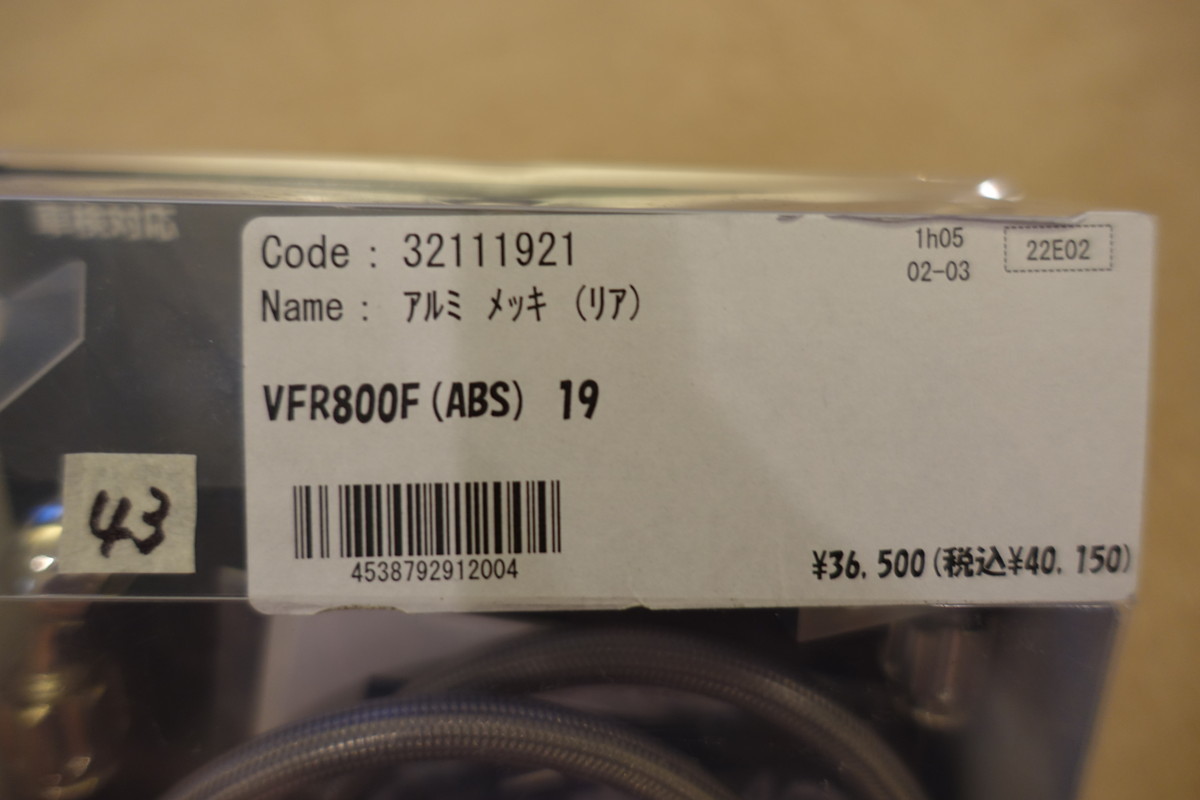 車検対応
Code : 32111921
1h05
02-03
22E02
Name : アルミ メッキ (リア)
VFR800F(ABS) 19
43
4538792912004
¥36,500(税込¥40,150)